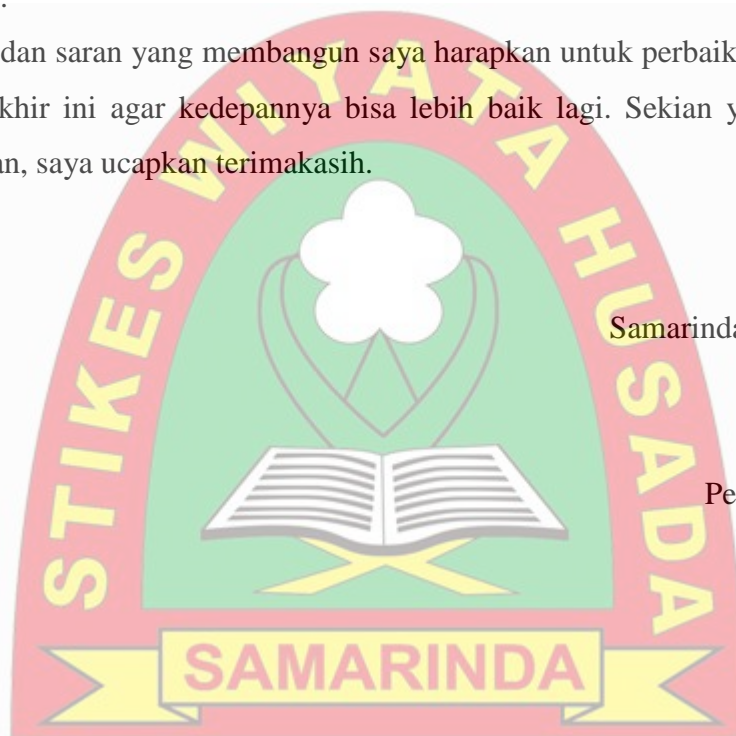 .
dan saran yang membangun saya harapkan untuk perbaik
khir ini agar kedepannya bisa lebih baik lagi. Sekian y
an, saya ucapkan terimakasih.
STIKES WIYATA HUSADA
Samarinda
Pe
SAMARINDA